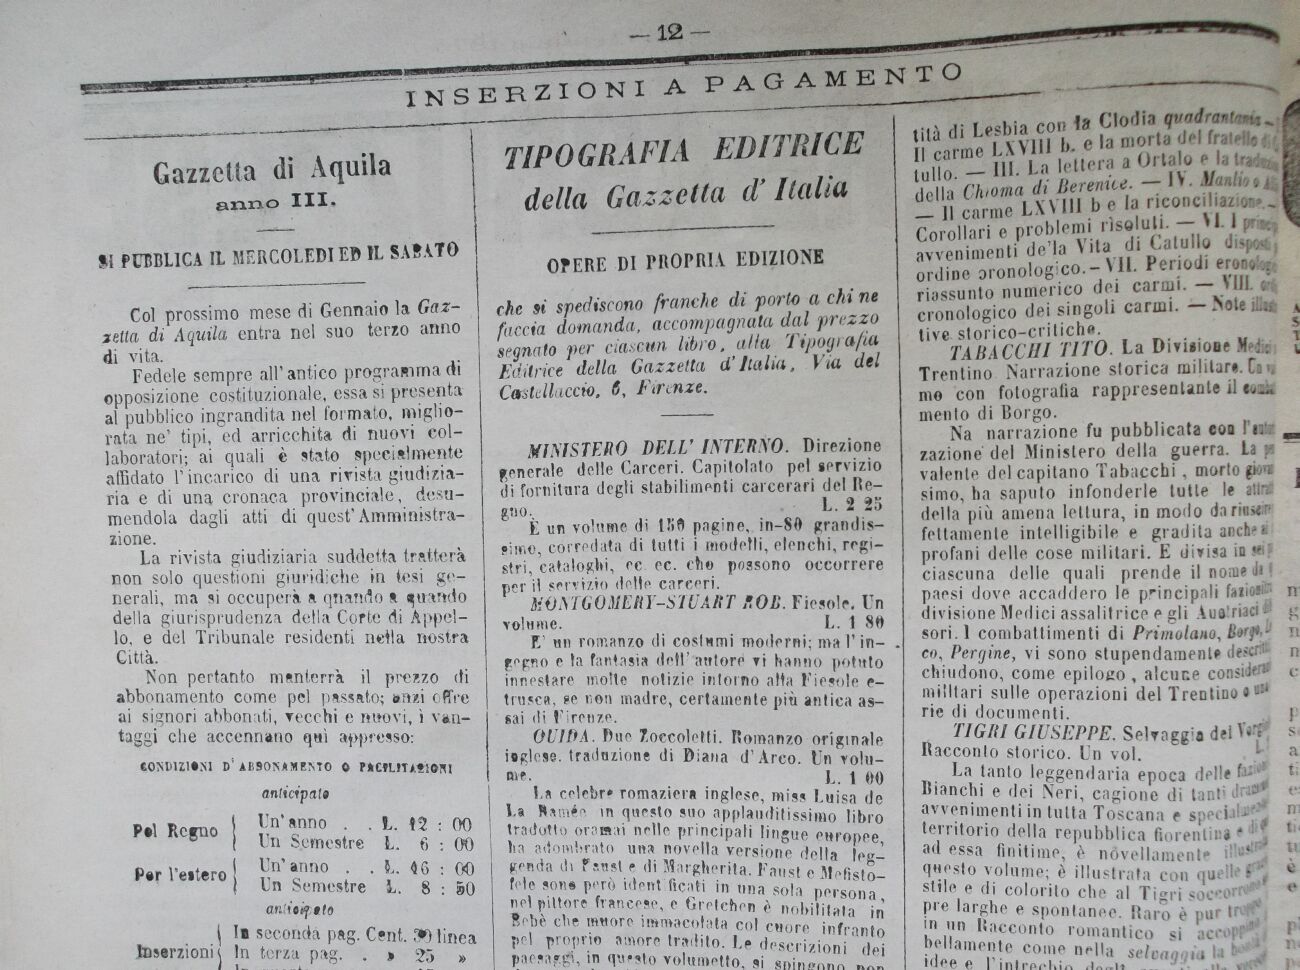 — 12 —
INSERZIONI A PAGAMENTO
Gazzetta di Aquila
anno III.
SI PUBBLICA IL MERCOLEDI ED IL SABATO
Col prossimo mese di Gennaio la Gaz-
zetta di Aquila entra nel suo terzo anno
di vita.
Fedele sempre all'antico programma di
opposizione costituzionale, essa si presenta
al pubblico ingrandita nel formato, miglio-
rata ne' tipi, ed arricchita di nuovi col-
laboratori; ai quali è stato specialmente
affidato l'incarico di una rivista giudizia-
ria e di una cronaca provinciale, desu-
mendola dagli atti di quest'Amministra-
zione.
La rivista giudiziaria suddetta tratterà
non solo questioni giuridiche in tesi ge-
nerali, ma si occuperà a quando a quando
della giurisprudenza della Corte di Appel-
lo, e del Tribunale residenti nella nostra
Città.
Non pertanto manterrà il prezzo di
abbonamento come pel passato; anzi offre
ai signori abbonati, vecchi e nuovi, i van-
taggi che accennano quì appresso:
CONDIZIONI D'ABBONAMENTO O FACILITAZIONI
anticipato
Pel Regno { Un'anno . . L. 12 : 00
Un Semestre L. 6 : 00
Per l'estero { Un'anno . . L. 16 : 00
Un Semestre L. 8 : 50
anticipato
Inserzioni { In seconda pag. Cent. 30 linea
In terza pag. . » 25 »
TIPOGRAFIA EDITRICE
della Gazzetta d'Italia
OPERE DI PROPRIA EDIZIONE
che si spediscono franche di porto a chi ne
faccia domanda, accompagnata dal prezzo
segnato per ciascun libro, alla Tipografia
Editrice della Gazzetta d'Italia, Via del
Castellaccio, 6, Firenze.
MINISTERO DELL' INTERNO. Direzione
generale delle Carceri. Capitolato pel servizio
di fornitura degli stabilimenti carcerari del Re-
gno. L. 2 25
È un volume di 150 pagine, in-80 grandis-
simo, corredata di tutti i modelli, elenchi, regi-
stri, cataloghi, ec. ec. che possono occorrere
per il servizio delle carceri.
MONTGOMERY-STUART ROB. Fiesole. Un
volume. L. 1 80
E' un romanzo di costumi moderni; ma l'in-
gegno e la fantasia dell'autore vi hanno potuto
innestare molte notizie intorno alla Fiesole e-
trusca, se non madre, certamente più antica as-
sai di Firenze.
OUIDA. Due Zoccoletti. Romanzo originale
inglese, traduzione di Diana d'Arco. Un volu-
me. L. 1 00
La celebre romaziera inglese, miss Luisa de
La Ramée in questo suo applauditissimo libro
tradotto oramai nelle principali lingue europee,
ha adombrato una novella versione della leg-
genda di Faust e di Margherita. Faust e Mefisto-
fele sono però identificati in una sola persona,
nel pittore francese, e Gretchen è nobilitata in
Bebè che muore immacolata col cuore infranto
pel proprio amore tradito. Le descrizioni dei
paesaggi, in questo volumetto, si spingono non
tità di Lesbia con la Clodia quadrantaria —
Il carme LXVIII b. e la morta del fratello di
tullo. — III. La lettera a Ortalo e la
della Chioma di Berenice. — IV. Manlio o
— Il carme LXVIII b e la riconciliazione. —
Corollari e problemi risoluti. — VI. I
avvenimenti de'la Vita di Catullo
ordine cronologico. — VII. Periodi
riassunto numerico dei carmi. — VIII.
cronologico dei singoli carmi. — Note
tive storico-critiche.
TABACCHI TITO. La Divisione Medici
Trentino Narrazione storica militare. Un
mo con fotografia rappresentante il
mento di Borgo.
Na narrazione fu pubblicata con l'
zazione del Ministero della guerra. La
valente del capitano Tabacchi, morto
simo, ha saputo infonderle tutte le
della più amena lettura, in modo da
fettamente intelligibile e gradita anche ai
profani delle cose militari. E divisa in sei
ciascuna delle quali prende il nome da
paesi dove accaddero le principali fazioni
divisione Medici assalitrice e gli Austriaci
sori. I combattimenti di Primolano, Borgo,
co, Pergine, vi sono stupendamente
chiudono, come epilogo, alcune
militari sulle operazioni del Trentino e una
rie di documenti.
TIGRI GIUSEPPE. Selvaggia dei
Racconto storico. Un vol. L.
La tanto leggendaria epoca delle fazioni
Bianchi e dei Neri, cagione di tanti
avvenimenti in tutta Toscana e
territorio della repubblica fiorentina e di
ad essa finitime, è novellamente
questo volume; è illustrata con quelle
stile e di colorito che al Tigri
pre larghe e spontanee. Raro è pur
in un Racconto romantico si
bellamente come nella selvaggia la
idee e l'intreccio